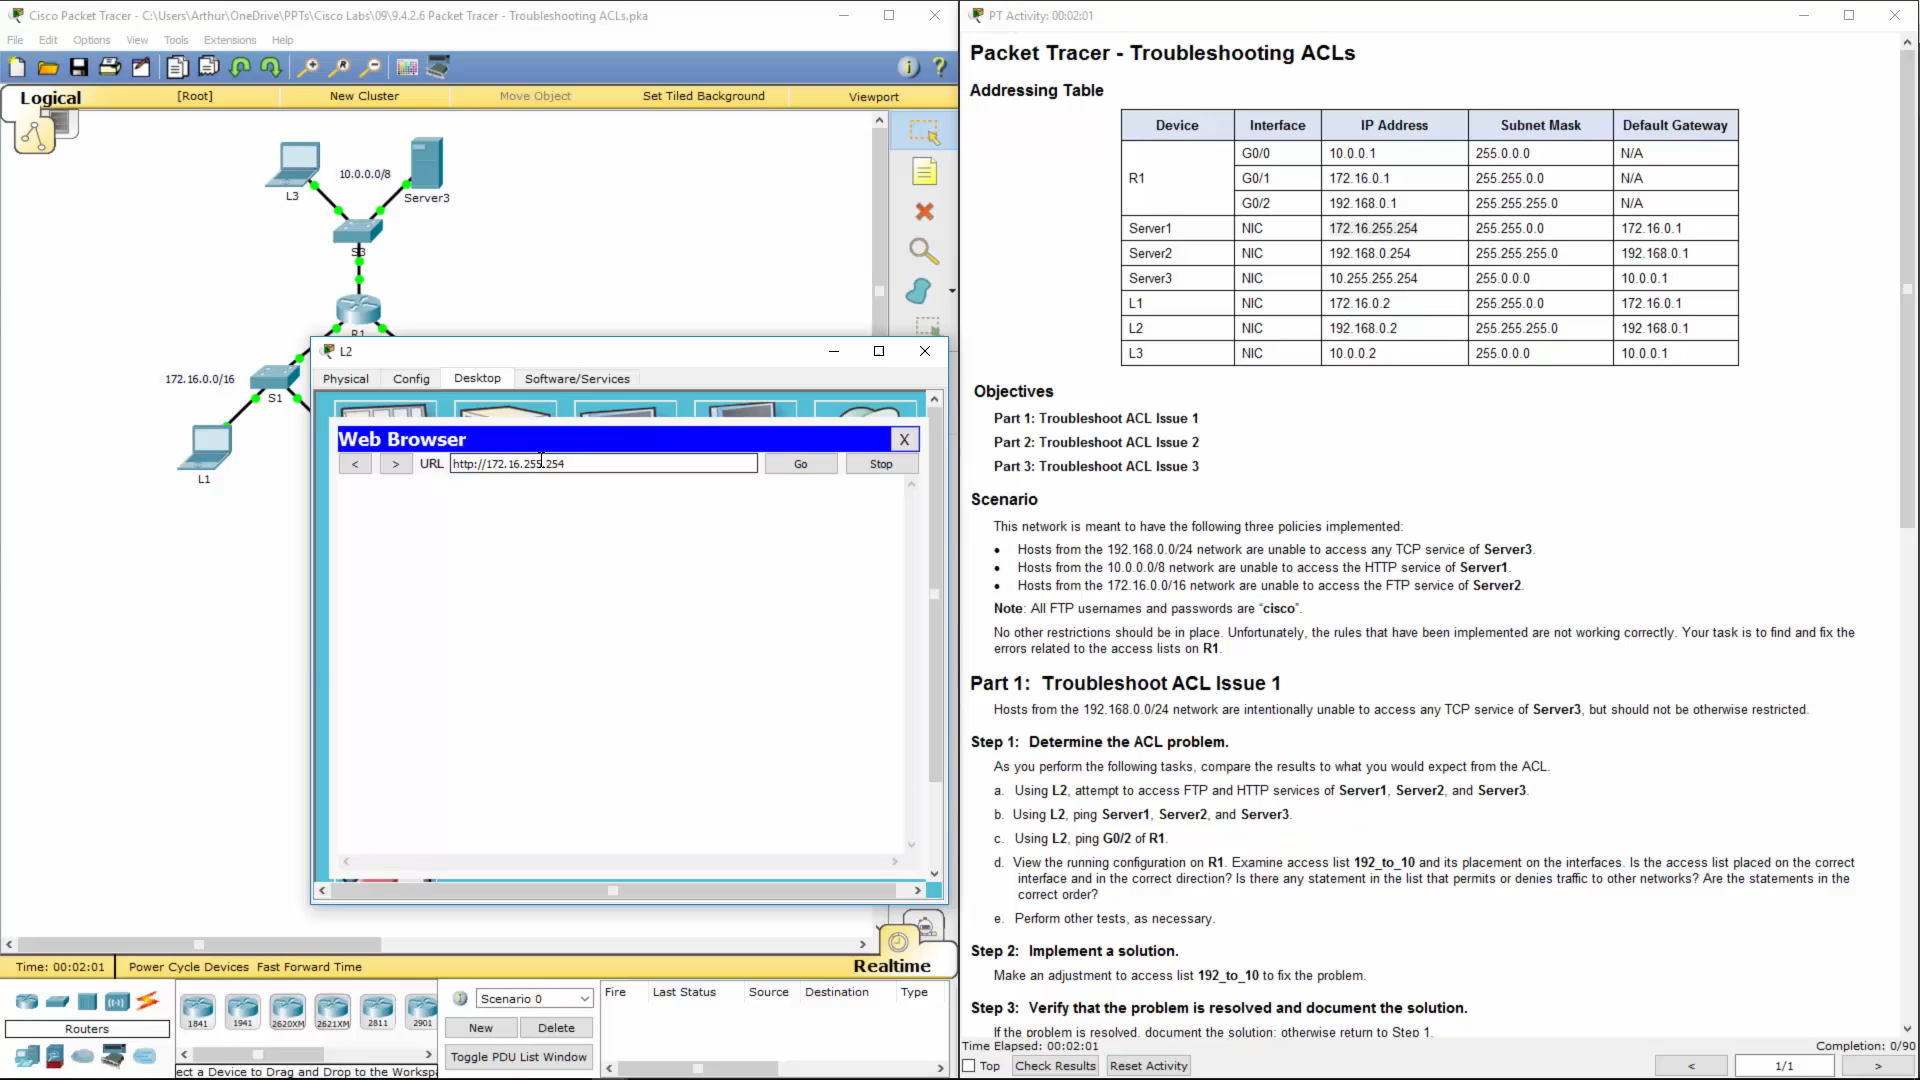 Cisco Packet Tracer - C:\Users\Arthur\OneDrive\PPTs\Cisco Labs\09\9.4.2.6 Packet Tracer - Troubleshooting ACLs.pka
File Edit Options View Tools Extensions Help
Logical [Root] New Cluster Move Object Set Tiled Background Viewport
10.0.0.0/8
L3
Server3
S3
R1
172.16.0.0/16
S1
L1
L2
Physical Config Desktop Software/Services
Web Browser X
< > URL http://172.16.255.254 Go Stop
Time: 00:02:01 Power Cycle Devices Fast Forward Time Realtime
Routers
1841 1941 2620XM 2621XM 2811 2901
ect a Device to Drag and Drop to the Workspa
Scenario 0
New Delete
Toggle PDU List Window
Fire Last Status Source Destination Type
PT Activity: 00:02:01
Packet Tracer - Troubleshooting ACLs
Addressing Table
Device Interface IP Address Subnet Mask Default Gateway
R1 G0/0 10.0.0.1 255.0.0.0 N/A
G0/1 172.16.0.1 255.255.0.0 N/A
G0/2 192.168.0.1 255.255.255.0 N/A
Server1 NIC 172.16.255.254 255.255.0.0 172.16.0.1
Server2 NIC 192.168.0.254 255.255.255.0 192.168.0.1
Server3 NIC 10.255.255.254 255.0.0.0 10.0.0.1
L1 NIC 172.16.0.2 255.255.0.0 172.16.0.1
L2 NIC 192.168.0.2 255.255.255.0 192.168.0.1
L3 NIC 10.0.0.2 255.0.0.0 10.0.0.1
Objectives
Part 1: Troubleshoot ACL Issue 1
Part 2: Troubleshoot ACL Issue 2
Part 3: Troubleshoot ACL Issue 3
Scenario
This network is meant to have the following three policies implemented:
• Hosts from the 192.168.0.0/24 network are unable to access any TCP service of Server3.
• Hosts from the 10.0.0.0/8 network are unable to access the HTTP service of Server1.
• Hosts from the 172.16.0.0/16 network are unable to access the FTP service of Server2.
Note: All FTP usernames and passwords are “cisco”.
No other restrictions should be in place. Unfortunately, the rules that have been implemented are not working correctly. Your task is to find and fix the
errors related to the access lists on R1.
Part 1: Troubleshoot ACL Issue 1
Hosts from the 192.168.0.0/24 network are intentionally unable to access any TCP service of Server3, but should not be otherwise restricted.
Step 1: Determine the ACL problem.
As you perform the following tasks, compare the results to what you would expect from the ACL.
a. Using L2, attempt to access FTP and HTTP services of Server1, Server2, and Server3.
b. Using L2, ping Server1, Server2, and Server3.
c. Using L2, ping G0/2 of R1.
d. View the running configuration on R1. Examine access list 192_to_10 and its placement on the interfaces. Is the access list placed on the correct
interface and in the correct direction? Is there any statement in the list that permits or denies traffic to other networks? Are the statements in the
correct order?
e. Perform other tests, as necessary.
Step 2: Implement a solution.
Make an adjustment to access list 192_to_10 to fix the problem.
Step 3: Verify that the problem is resolved and document the solution.
If the problem is resolved, document the solution; otherwise return to Step 1.
Time Elapsed: 00:02:01 Completion: 0/90
Top Check Results Reset Activity < 1/1 >